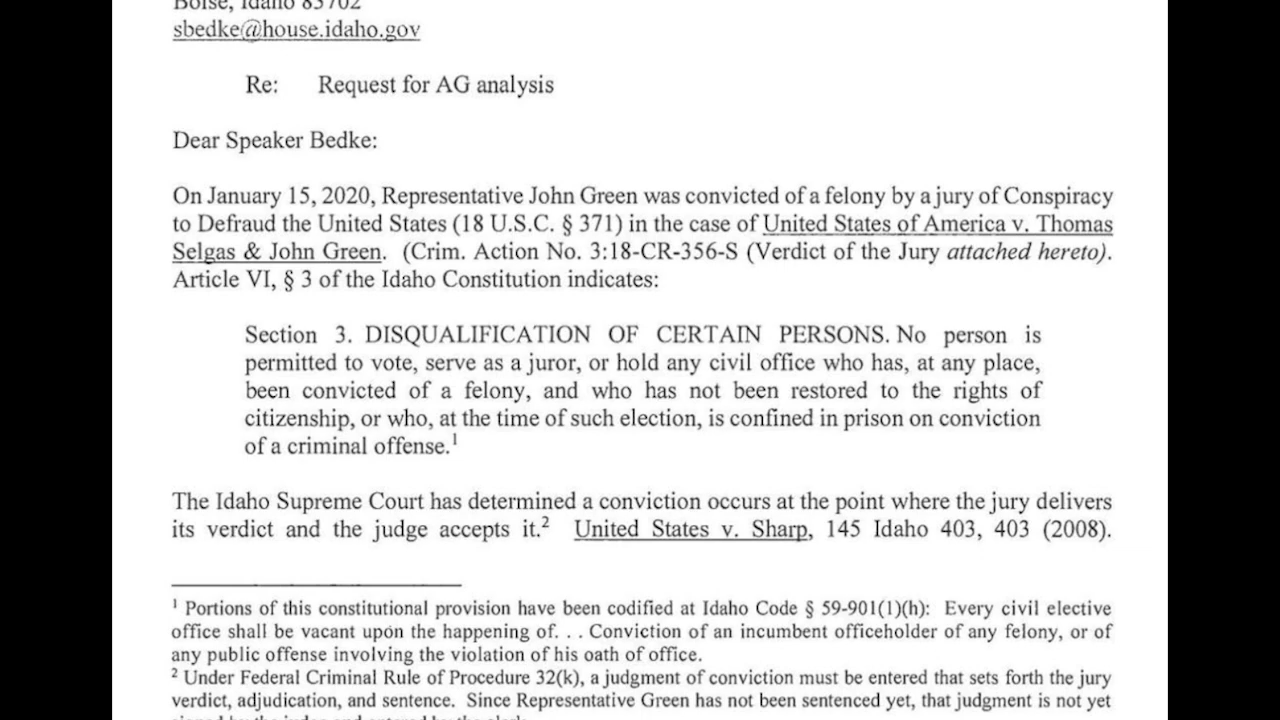 Boise, Idaho 83702
sbedke@house.idaho.gov
Re: Request for AG analysis
Dear Speaker Bedke:
On January 15, 2020, Representative John Green was convicted of a felony by a jury of Conspiracy
to Defraud the United States (18 U.S.C. § 371) in the case of United States of America v. Thomas
Selgas & John Green. (Crim. Action No. 3:18-CR-356-S (Verdict of the Jury attached hereto).
Article VI, § 3 of the Idaho Constitution indicates:
Section 3. DISQUALIFICATION OF CERTAIN PERSONS. No person is
permitted to vote, serve as a juror, or hold any civil office who has, at any place,
been convicted of a felony, and who has not been restored to the rights of
citizenship, or who, at the time of such election, is confined in prison on conviction
of a criminal offense.1
The Idaho Supreme Court has determined a conviction occurs at the point where the jury delivers
its verdict and the judge accepts it.2 United States v. Sharp, 145 Idaho 403, 403 (2008).
1 Portions of this constitutional provision have been codified at Idaho Code § 59-901(1)(h): Every civil elective
office shall be vacant upon the happening of. . . Conviction of an incumbent officeholder of any felony, or of
any public offense involving the violation of his oath of office.
2 Under Federal Criminal Rule of Procedure 32(k), a judgment of conviction must be entered that sets forth the jury
verdict, adjudication, and sentence. Since Representative Green has not been sentenced yet, that judgment is not yet
signed by the judge and entered by the clerk.